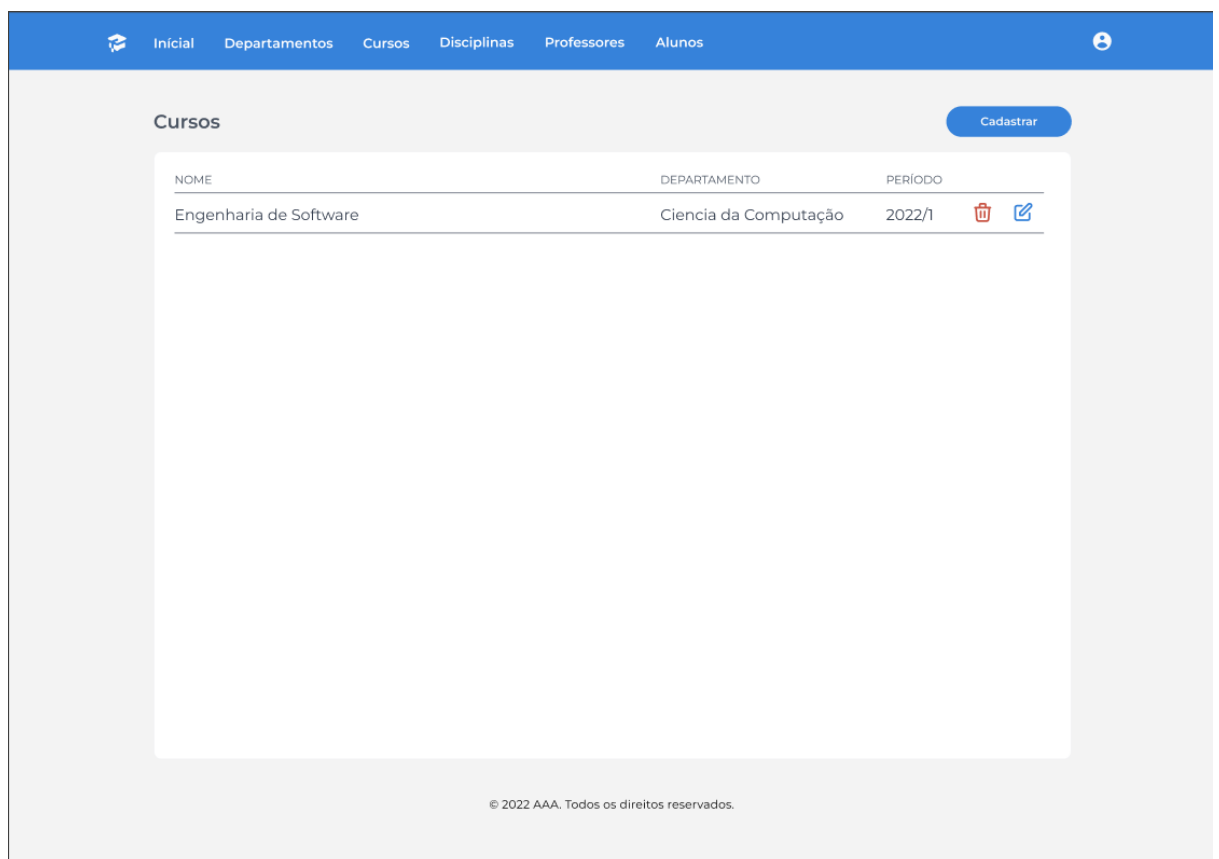 Inícial Departamentos Cursos Disciplinas Professores Alunos
Cursos Cadastrar
NOME DEPARTAMENTO PERÍODO
Engenharia de Software Ciencia da Computação 2022/1
© 2022 AAA. Todos os direitos reservados.